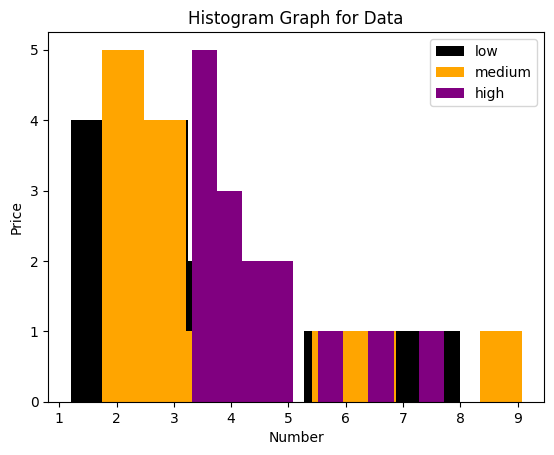 Histogram Graph for Data
low
medium
high
Price
5
4
3
2
1
0
1 2 3 4 5 6 7 8 9
Number